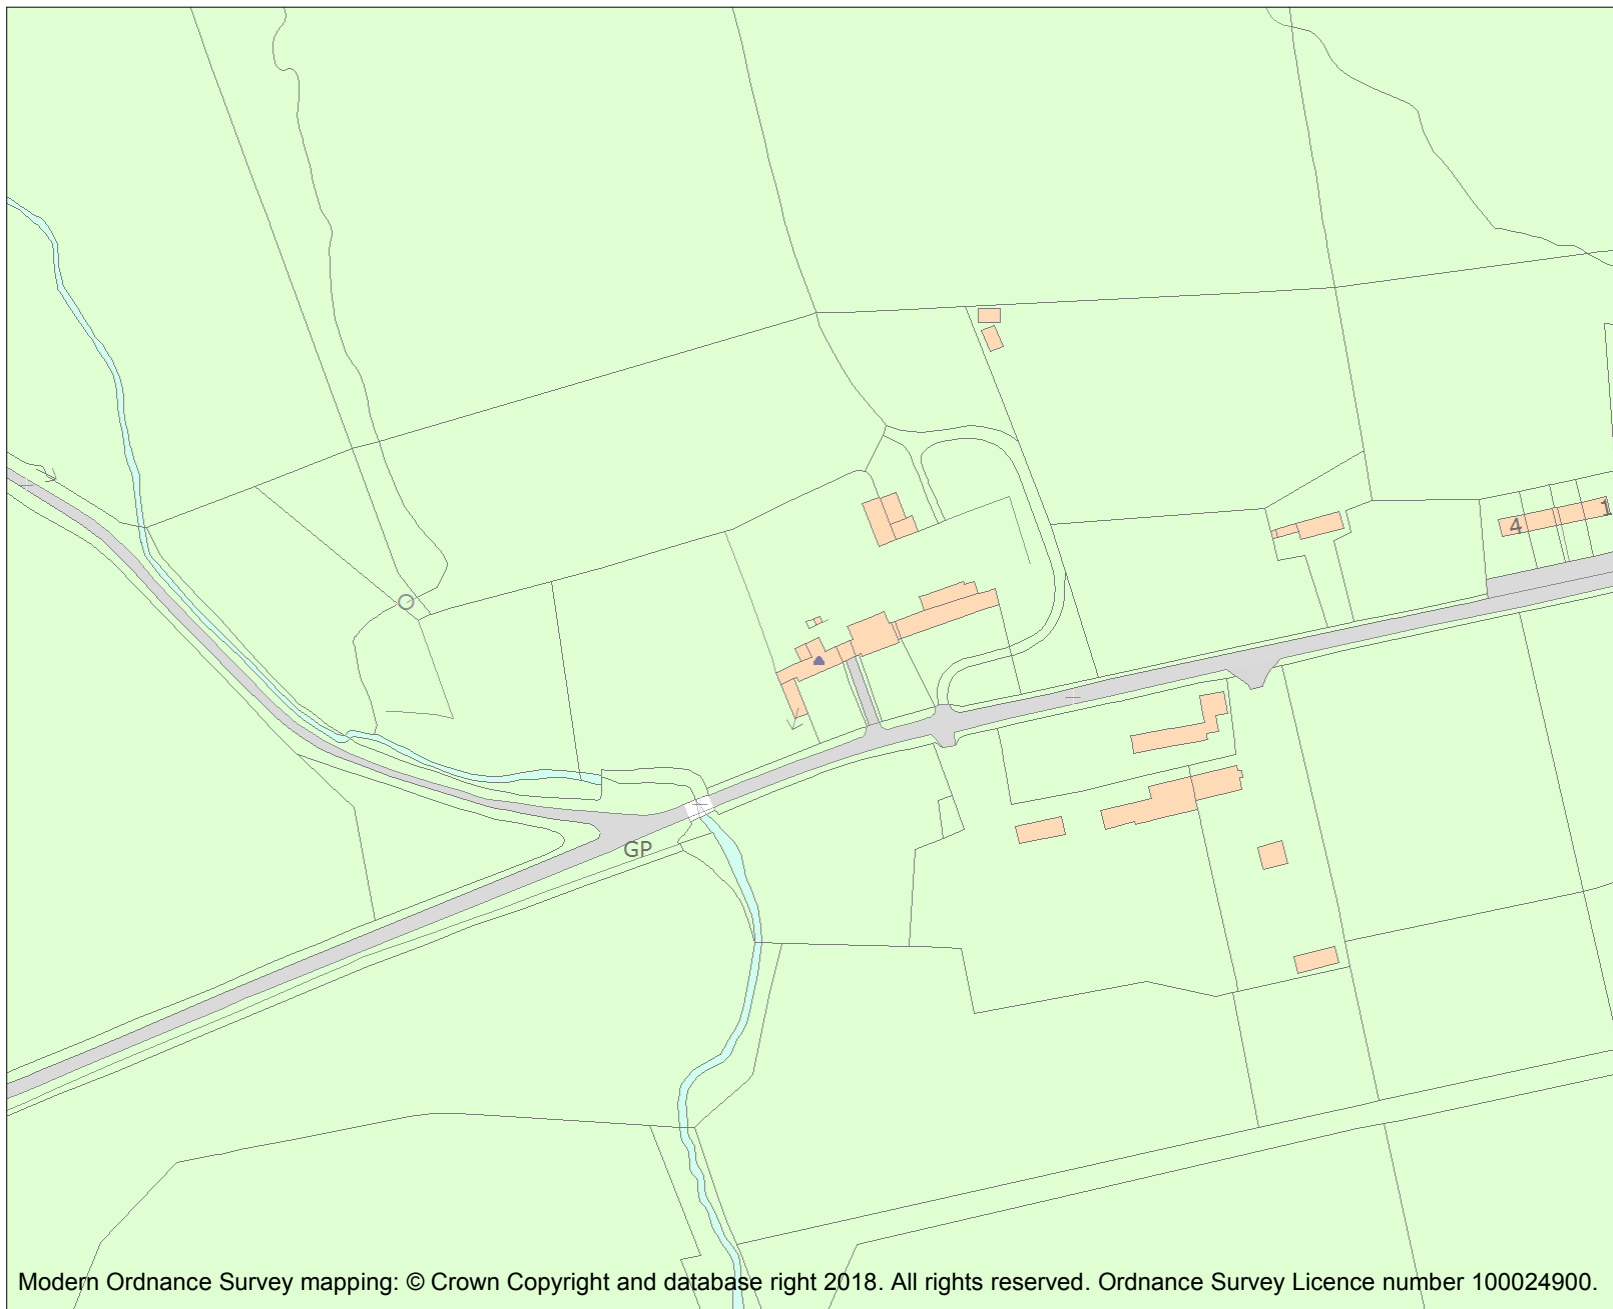 4
1
GP
Modern Ordnance Survey mapping: © Crown Copyright and database right 2018. All rights reserved. Ordnance Survey Licence number 100024900.